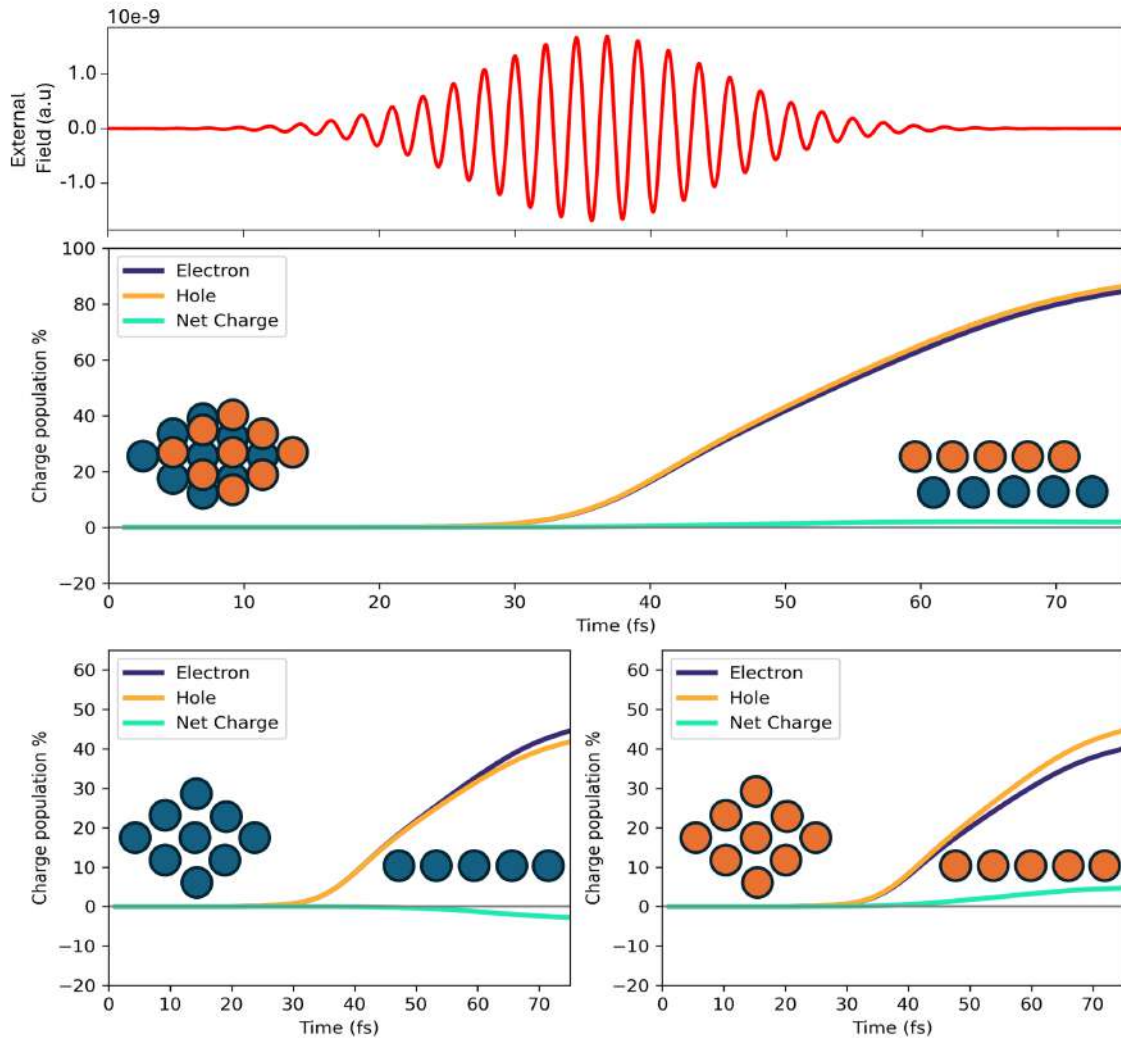 10e-9
External
Field (a.u)
1.0
0.0
-1.0
Charge population %
100
80
60
40
20
0
−20
Electron
Hole
Net Charge
0 10 20 30 40 50 60 70
Time (fs)
Charge population %
60
50
40
30
20
10
0
−10
−20
Electron
Hole
Net Charge
0 10 20 30 40 50 60 70
Time (fs)
Charge population %
60
50
40
30
20
10
0
−10
−20
Electron
Hole
Net Charge
0 10 20 30 40 50 60 70
Time (fs)